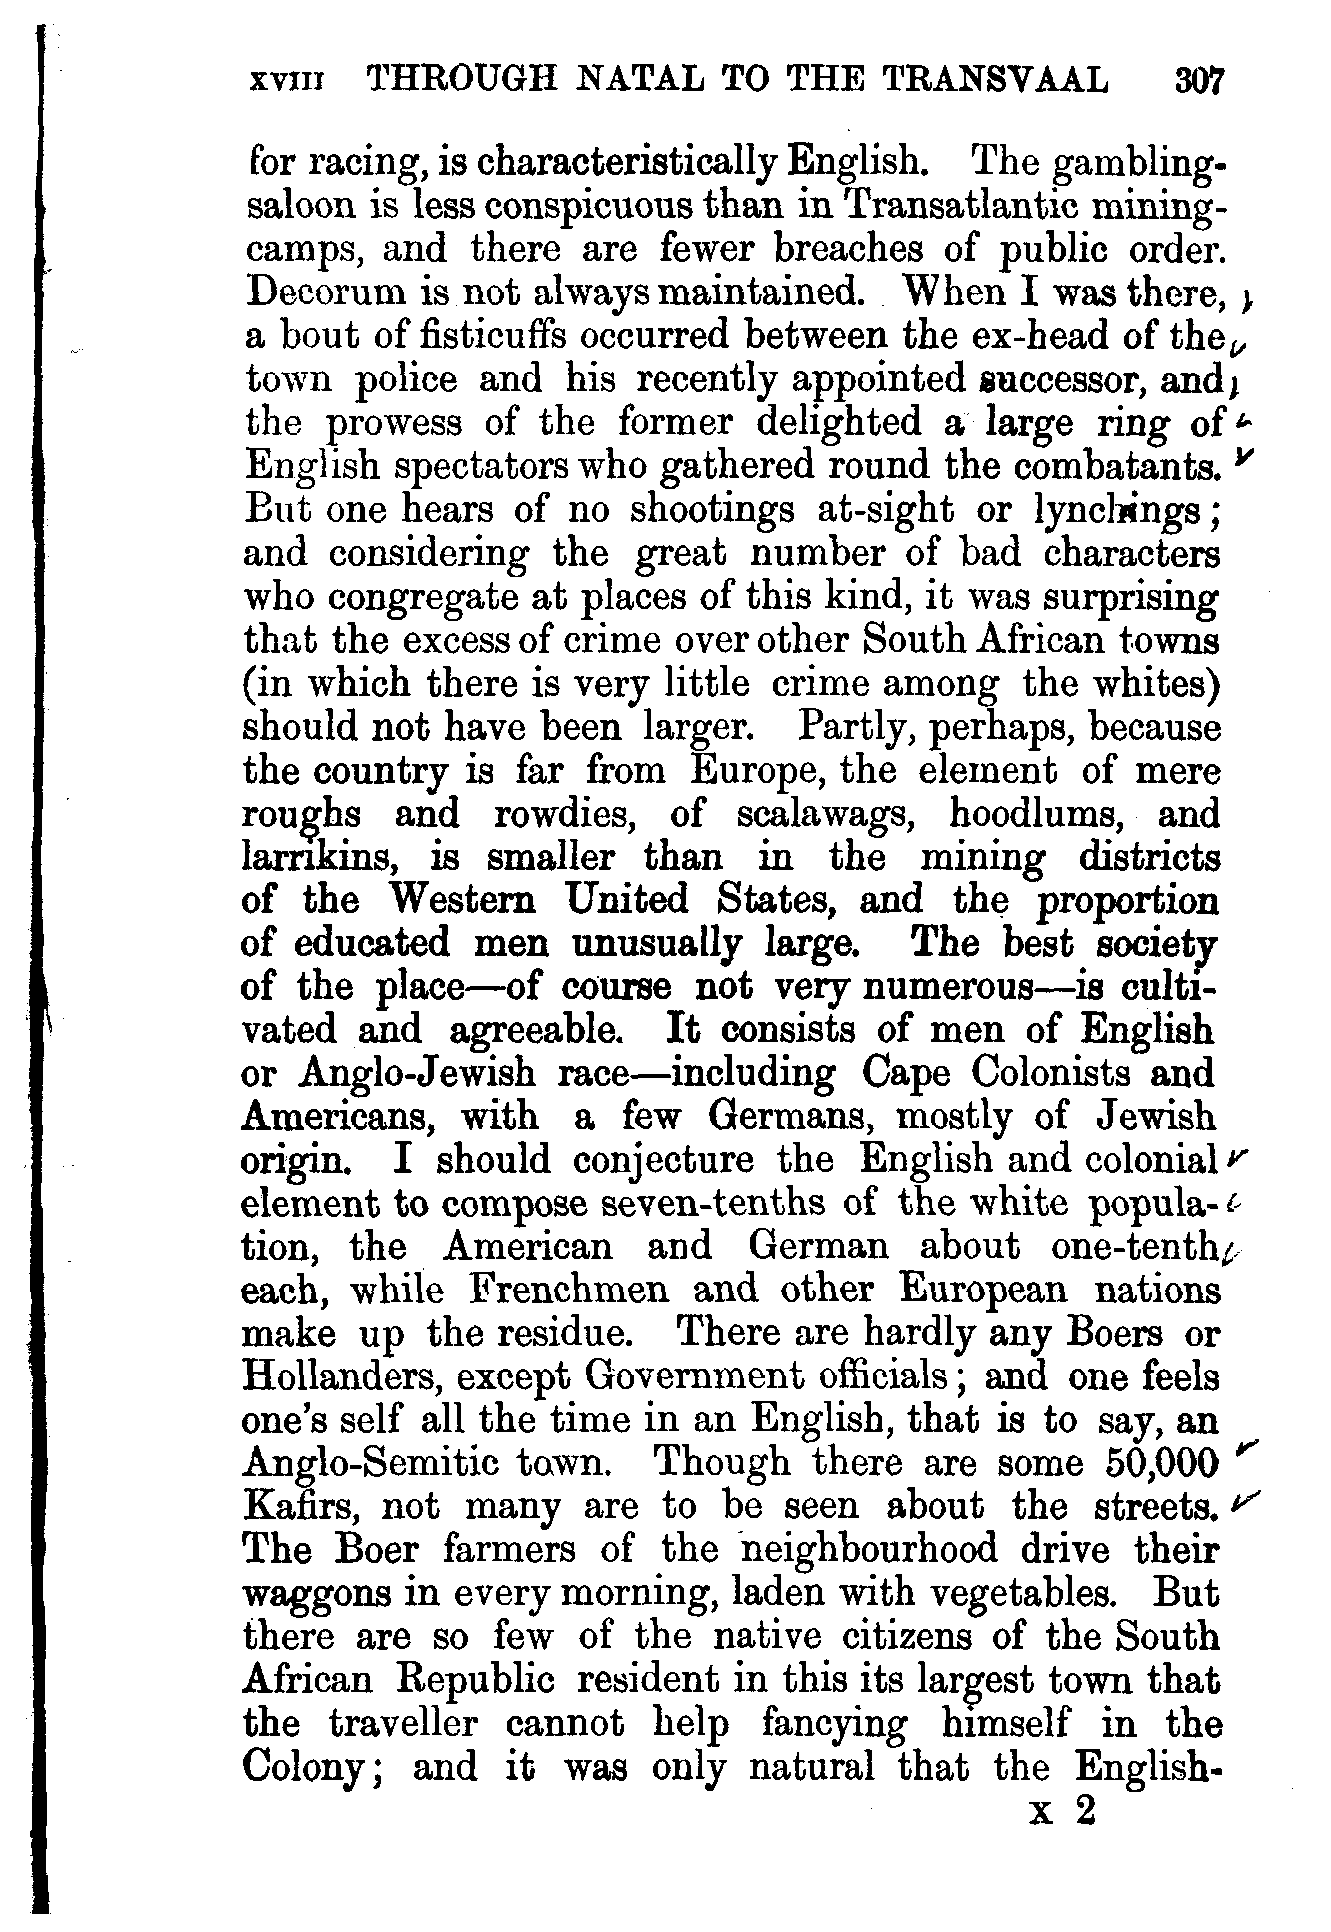 XVIII THROUGH NATAL TO THE TRANSVAAL 307
for racing, is characteristically English. The gambling-
saloon is less conspicuous than in Transatlantic mining-
camps, and there are fewer breaches of public order.
Decorum is not always maintained. When I was there,
a bout of fisticuffs occurred between the ex-head of the
town police and his recently appointed successor, and
the prowess of the former delighted a large ring of
English spectators who gathered round the combatants.
But one hears of no shootings at-sight or lynchings;
and considering the great number of bad characters
who congregate at places of this kind, it was surprising
that the excess of crime over other South African towns
(in which there is very little crime among the whites)
should not have been larger. Partly, perhaps, because
the country is far from Europe, the element of mere
roughs and rowdies, of scalawags, hoodlums, and
larrikins, is smaller than in the mining districts
of the Western United States, and the proportion
of educated men unusually large. The best society
of the place—of course not very numerous—is culti-
vated and agreeable. It consists of men of English
or Anglo-Jewish race—including Cape Colonists and
Americans, with a few Germans, mostly of Jewish
origin. I should conjecture the English and colonial
element to compose seven-tenths of the white popula-
tion, the American and German about one-tenth
each, while Frenchmen and other European nations
make up the residue. There are hardly any Boers or
Hollanders, except Government officials; and one feels
one's self all the time in an English, that is to say, an
Anglo-Semitic town. Though there are some 50,000
Kafirs, not many are to be seen about the streets.
The Boer farmers of the neighbourhood drive their
waggons in every morning, laden with vegetables. But
there are so few of the native citizens of the South
African Republic resident in this its largest town that
the traveller cannot help fancying himself in the
Colony; and it was only natural that the English-
X 2